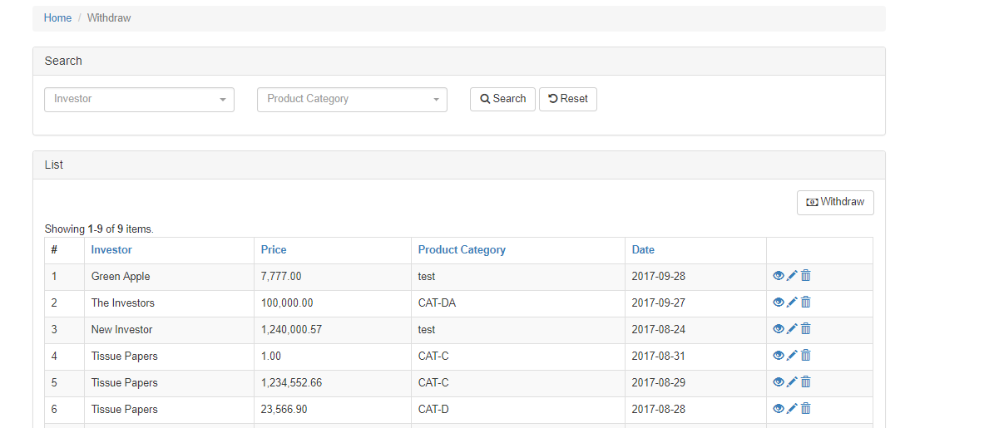 Home / Withdraw
Search
Investor Product Category Search Reset
List
Withdraw
Showing 1-9 of 9 items.
# Investor Price Product Category Date
1 Green Apple 7,777.00 test 2017-09-28
2 The Investors 100,000.00 CAT-DA 2017-09-27
3 New Investor 1,240,000.57 test 2017-08-24
4 Tissue Papers 1.00 CAT-C 2017-08-31
5 Tissue Papers 1,234,552.66 CAT-C 2017-08-29
6 Tissue Papers 23,566.90 CAT-D 2017-08-28